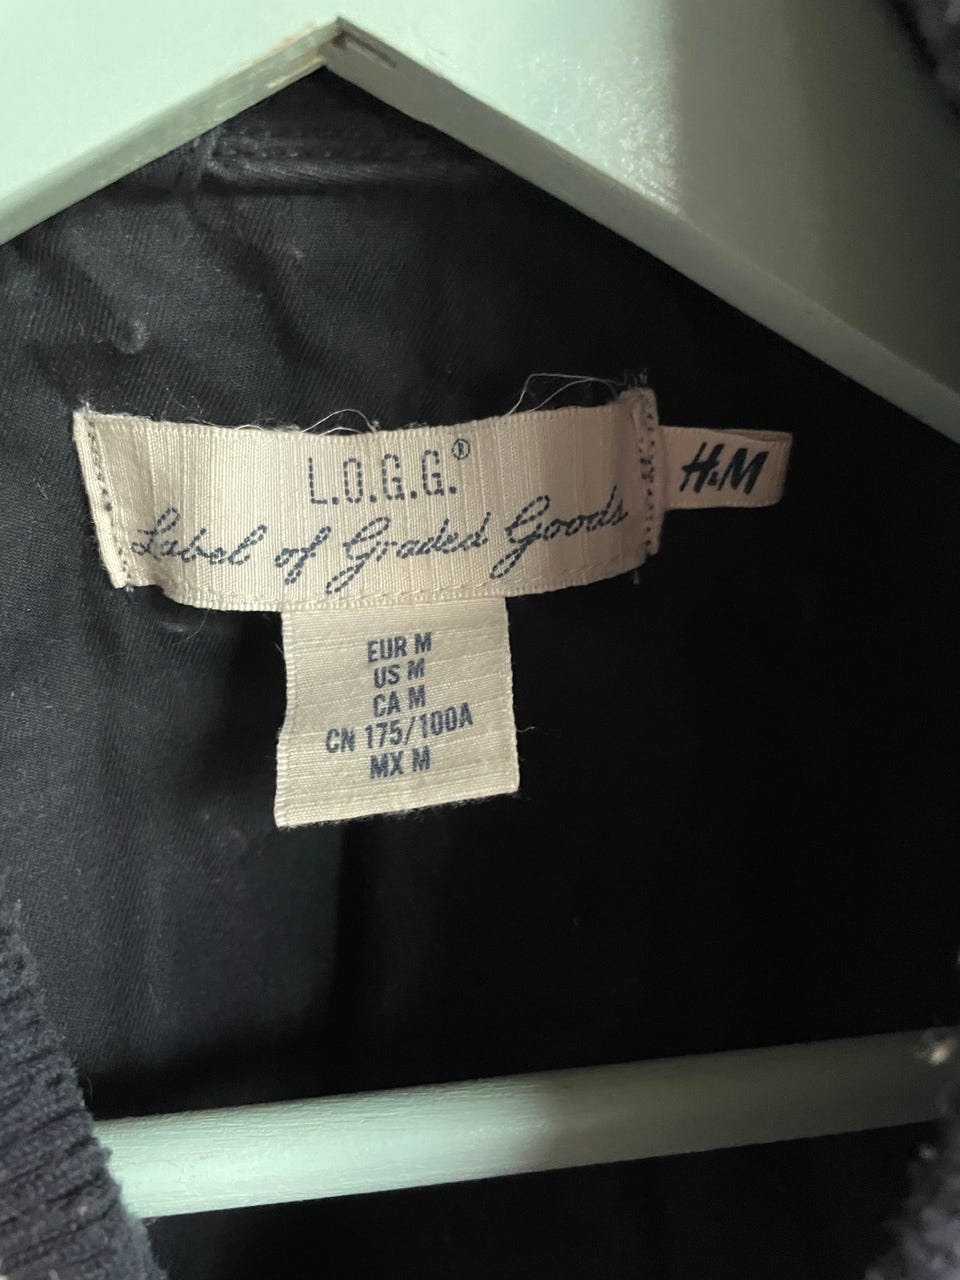 L.O.G.G.®
Label of Graded Goods
H&M
EUR M
US M
CA M
CN 175/100A
MX M